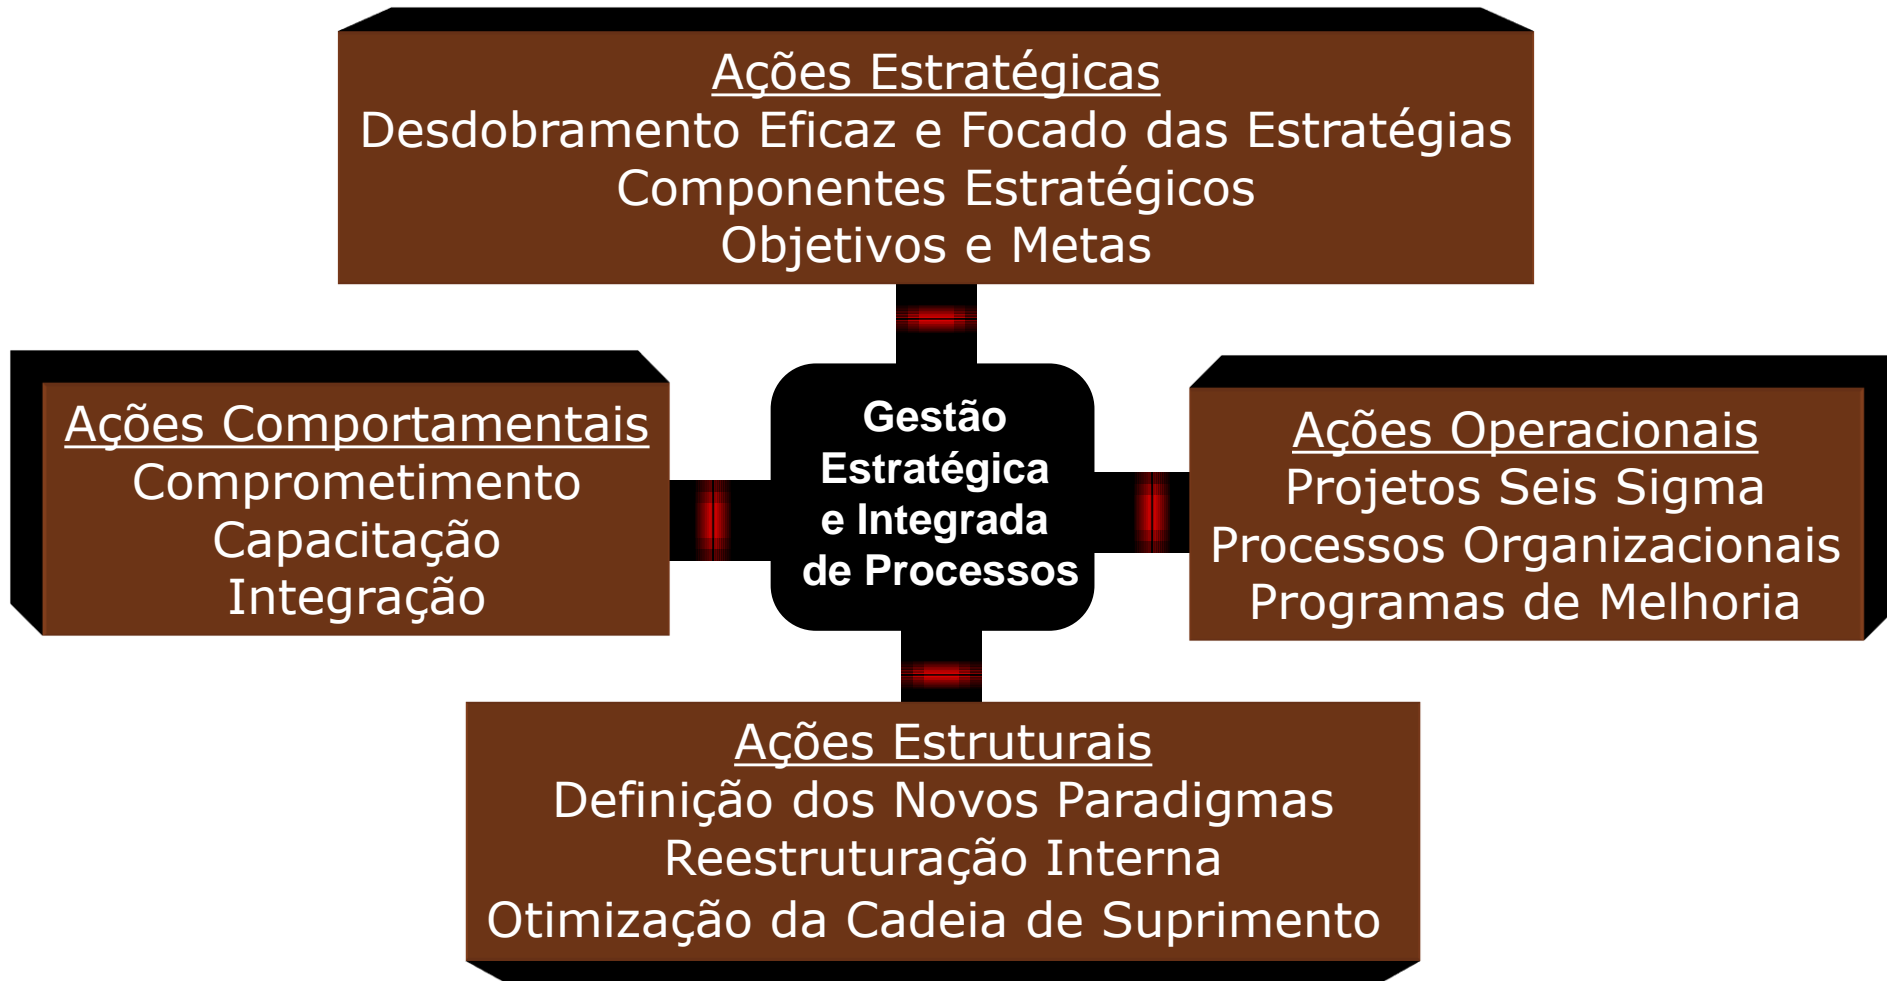 Ações Estratégicas
Desdobramento Eficaz e Focado das Estratégias
Componentes Estratégicos
Objetivos e Metas
Ações Comportamentais
Comprometimento
Capacitação
Integração
Gestão
Estratégica
e Integrada
de Processos
Ações Operacionais
Projetos Seis Sigma
Processos Organizacionais
Programas de Melhoria
Ações Estruturais
Definição dos Novos Paradigmas
Reestruturação Interna
Otimização da Cadeia de Suprimento